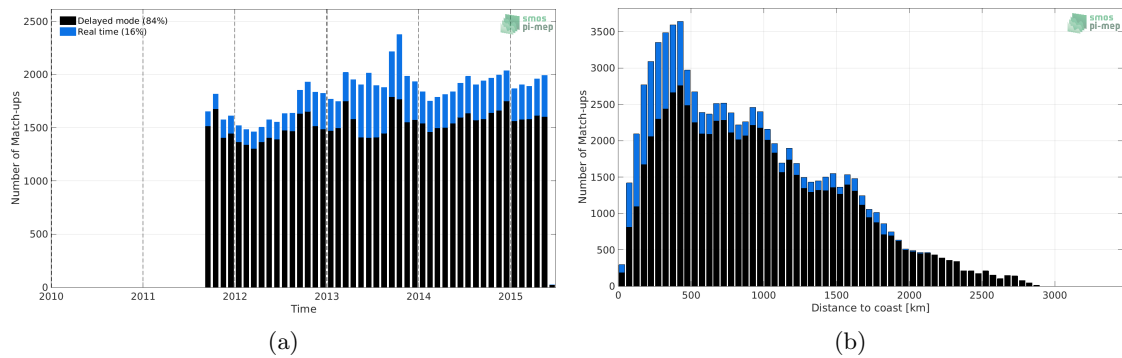 Delayed mode (84%)
Real time (16%)
smos
pi-mep
Number of Match-ups
2500
2000
1500
1000
500
0
2010
2011
2012
2013
2014
2015
Time
(a)
smos
pi-mep
Number of Match-ups
3500
3000
2500
2000
1500
1000
500
0
0
500
1000
1500
2000
2500
3000
Distance to coast [km]
(b)